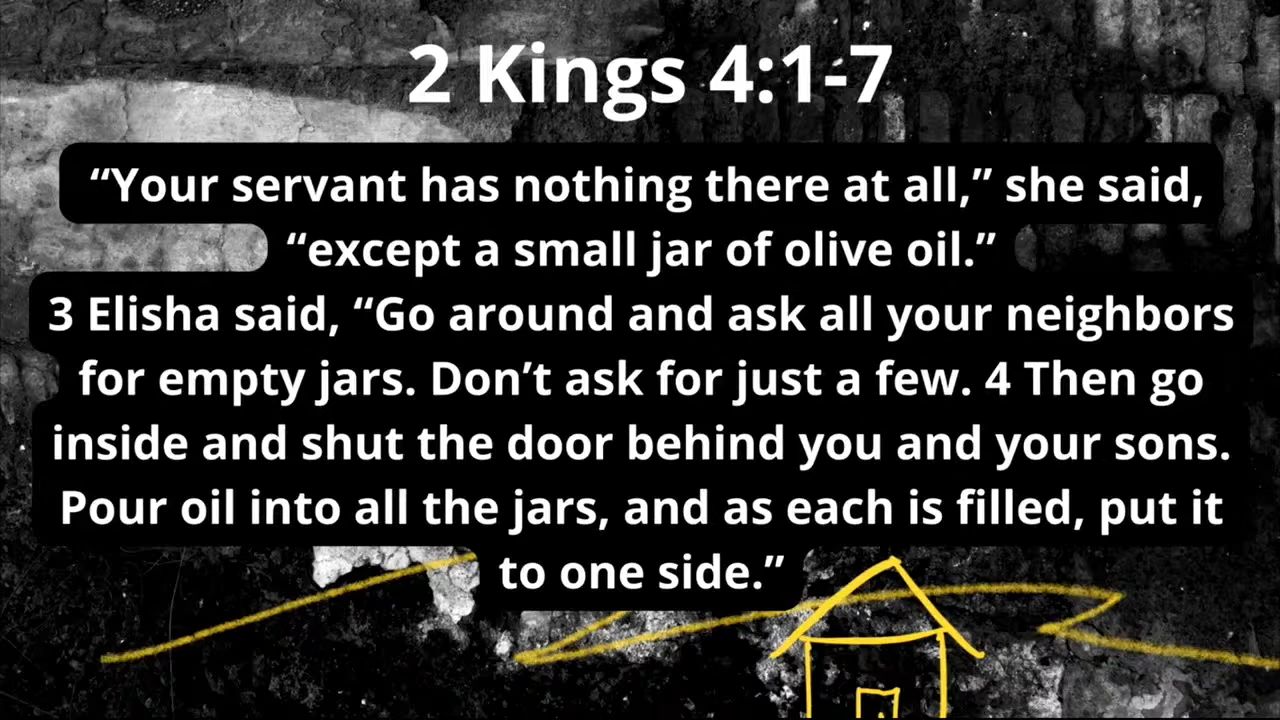 2 Kings 4:1-7
“Your servant has nothing there at all,” she said,
“except a small jar of olive oil.”
3 Elisha said, “Go around and ask all your neighbors
for empty jars. Don’t ask for just a few. 4 Then go
inside and shut the door behind you and your sons.
Pour oil into all the jars, and as each is filled, put it
to one side.”